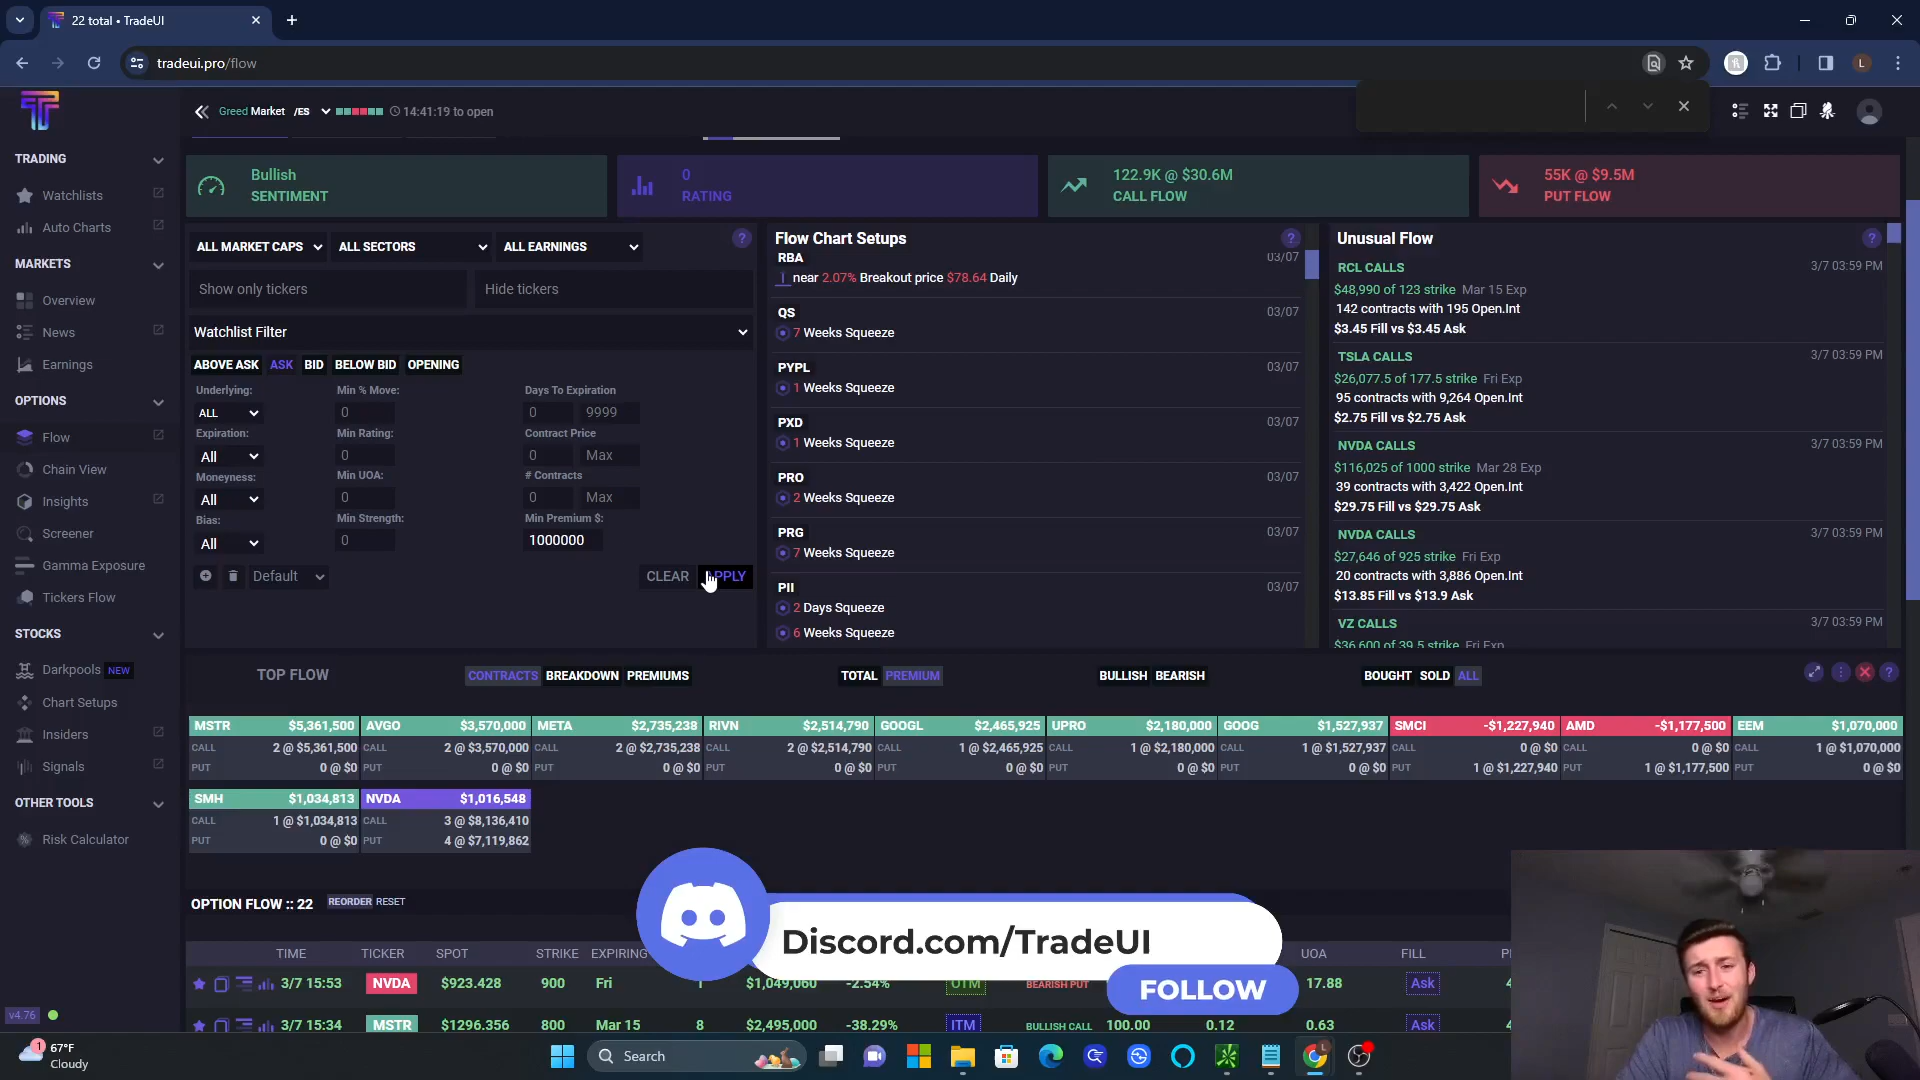 22 total • TradeUI
tradeui.pro/flow
L
Greed Market /ES 14:41:19 to open
TRADING
Watchlists
Auto Charts
MARKETS
Overview
News
Earnings
OPTIONS
Flow
Chain View
Insights
Screener
Gamma Exposure
Tickers Flow
STOCKS
Darkpools NEW
Chart Setups
Insiders
Signals
OTHER TOOLS
Risk Calculator
v4.76
Bullish
SENTIMENT
0
RATING
122.9K @ $30.6M
CALL FLOW
55K @ $9.5M
PUT FLOW
ALL MARKET CAPS ALL SECTORS ALL EARNINGS ?
Show only tickers Hide tickers
Watchlist Filter
ABOVE ASK ASK BID BELOW BID OPENING
Underlying: Min % Move: Days To Expiration
ALL 0 0 9999
Expiration: Min Rating: Contract Price
All 0 0 Max
Moneyness: Min UOA: # Contracts
All 0 0 Max
Bias: Min Strength: Min Premium $:
All 0 1000000
Default CLEAR
Flow Chart Setups ?
RBA 03/07
near 2.07% Breakout price $78.64 Daily
QS 03/07
7 Weeks Squeeze
PYPL 03/07
1 Weeks Squeeze
PXD 03/07
1 Weeks Squeeze
PRO 03/07
2 Weeks Squeeze
PRG 03/07
7 Weeks Squeeze
PII 03/07
2 Days Squeeze
6 Weeks Squeeze
Unusual Flow ?
RCL CALLS 3/7 03:59 PM
$48,990 of 123 strike Mar 15 Exp
142 contracts with 195 Open.Int
$3.45 Fill vs $3.45 Ask
TSLA CALLS 3/7 03:59 PM
$26,077.5 of 177.5 strike Fri Exp
95 contracts with 9,264 Open.Int
$2.75 Fill vs $2.75 Ask
NVDA CALLS 3/7 03:59 PM
$116,025 of 1000 strike Mar 28 Exp
39 contracts with 3,422 Open.Int
$29.75 Fill vs $29.75 Ask
NVDA CALLS 3/7 03:59 PM
$27,646 of 925 strike Fri Exp
20 contracts with 3,886 Open.Int
$13.85 Fill vs $13.9 Ask
VZ CALLS 3/7 03:59 PM
$36,600 of 39.5 strike Fri Exp
TOP FLOW CONTRACTS BREAKDOWN PREMIUMS TOTAL PREMIUM BULLISH BEARISH BOUGHT SOLD ALL ?
MSTR $5,361,500 AVGO $3,570,000 META $2,735,238 RIVN $2,514,790 GOOGL $2,465,925 UPRO $2,180,000 GOOG $1,527,937 SMCI -$1,227,940 AMD -$1,177,500 EEM $1,070,000
CALL 2 @ $5,361,500 CALL 2 @ $3,570,000 CALL 2 @ $2,735,238 CALL 2 @ $2,514,790 CALL 1 @ $2,465,925 CALL 1 @ $2,180,000 CALL 1 @ $1,527,937 CALL 0 @ $0 CALL 0 @ $0 CALL 1 @ $1,070,000
PUT 0 @ $0 PUT 0 @ $0 PUT 0 @ $0 PUT 0 @ $0 PUT 0 @ $0 PUT 0 @ $0 PUT 0 @ $0 PUT 1 @ $1,227,940 PUT 1 @ $1,177,500 PUT 0 @ $0
SMH $1,034,813 NVDA $1,016,548
CALL 1 @ $1,034,813 CALL 3 @ $8,136,410
PUT 0 @ $0 PUT 4 @ $7,119,862
OPTION FLOW :: 22 REORDER RESET
TIME TICKER SPOT STRIKE EXPIRING UOA FILL
3/7 15:53 NVDA $923.428 900 Fri 1 $1,049,060 -2.54% OTM BEARISH PUT 17.88 Ask
3/7 15:34 MSTR $1296.356 800 Mar 15 8 $2,495,000 -38.29% ITM BULLISH CALL 100.00 0.12 0.63 Ask
Discord.com/TradeUI
FOLLOW
1
67°F
Cloudy
Search
L